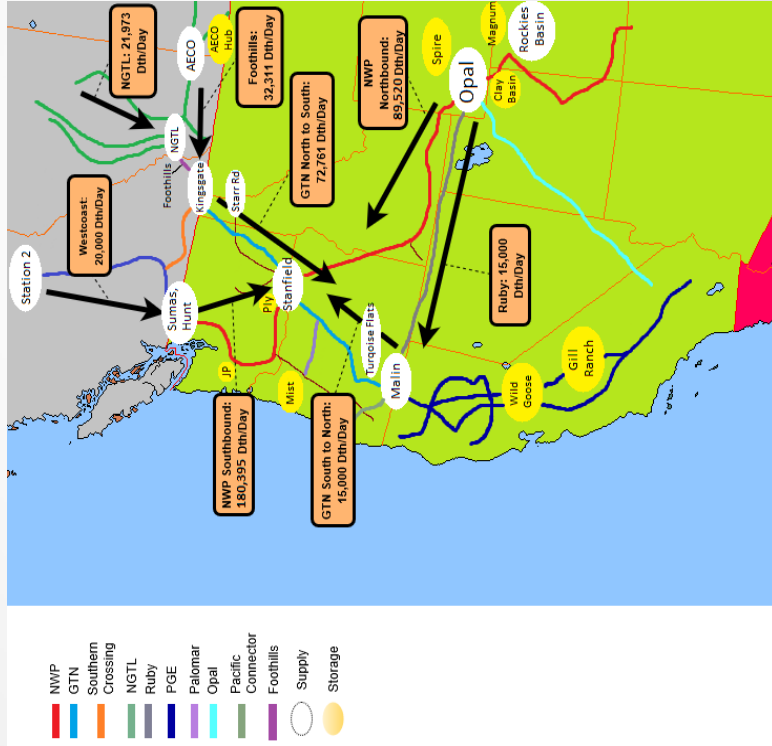 Station 2
Westcoast:
20,000 Dth/Day
NGTL: 21,973
Dth/Day
AECO
AECO
Hub
NGTL
Foothills
Foothills:
32,311 Dth/Day
Kingsgate
Starr Rd
GTN North to South:
72,761 Dth/Day
NWP
Northbound:
89,520 Dth/Day
Spire
Magnum
Rockies
Basin
Opal
Clay
Basin
Sumas,
Hunt
Ply
Stanfield
JP
Mist
Turqoise Flats
Malin
Ruby: 15,000
Dth/Day
NWP Southbound:
180,395 Dth/Day
GTN South to North:
15,000 Dth/Day
Wild
Goose
Gill
Ranch
NWP
GTN
Southern
Crossing
NGTL
Ruby
PGE
Palomar
Opal
Pacific
Connector
Foothills
Supply
Storage